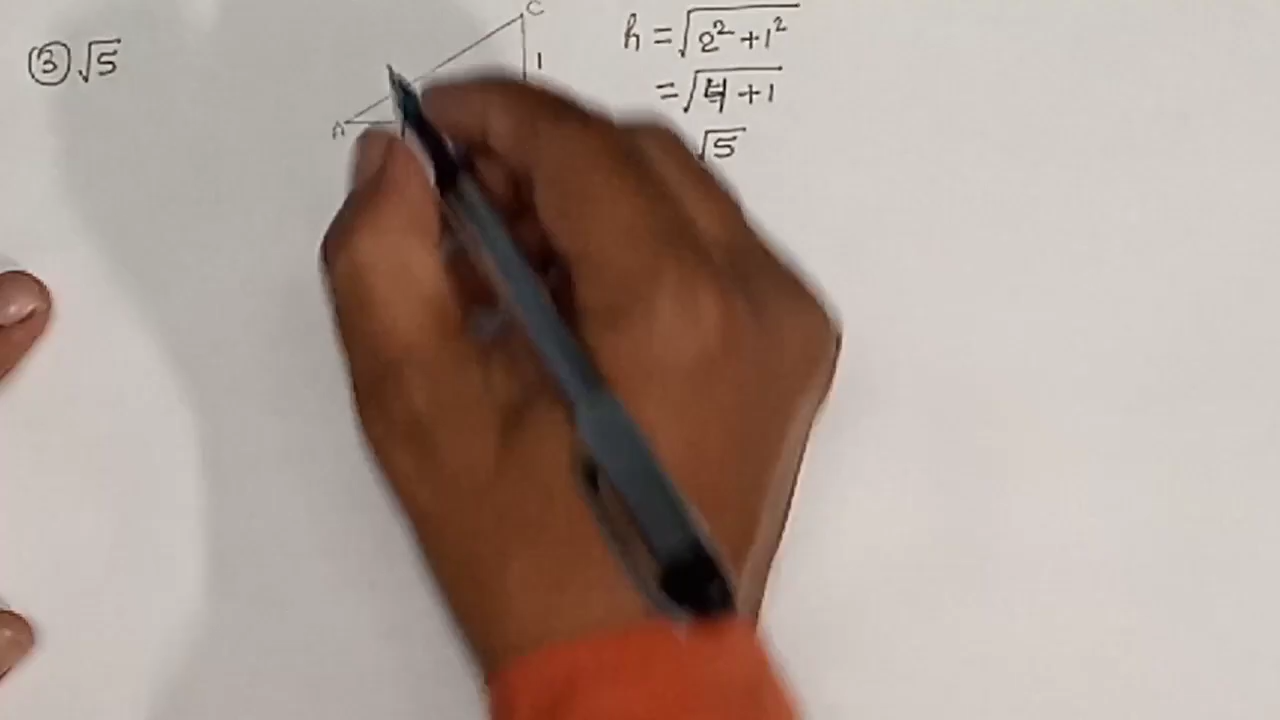 ③ √5
C
1
A
h = √(2² + 1²)
= √(4 + 1)
√5